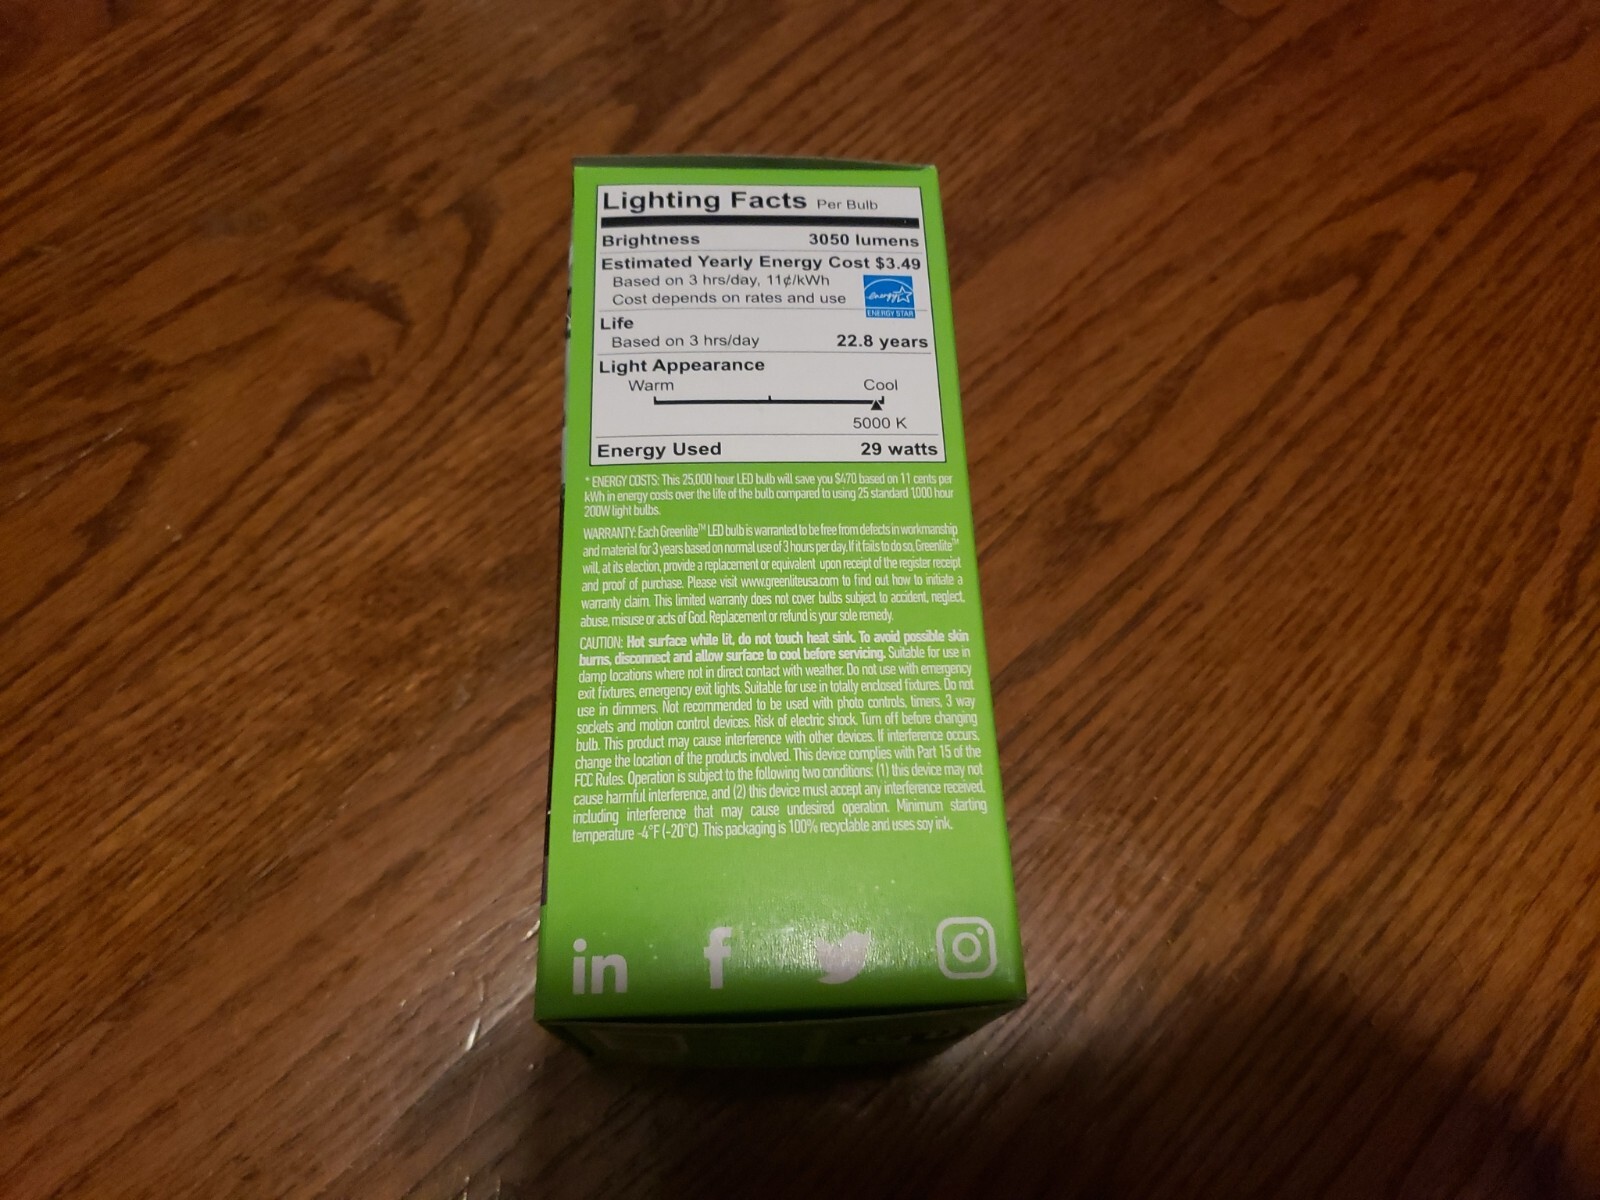 Lighting Facts Per Bulb
Brightness 3050 lumens
Estimated Yearly Energy Cost $3.49
Based on 3 hrs/day, 11¢/kWh
Cost depends on rates and use
energy
ENERGY STAR
Life
Based on 3 hrs/day 22.8 years
Light Appearance
Warm Cool
5000 K
Energy Used 29 watts
* ENERGY COSTS: This 25,000 hour LED bulb will save you $470 based on 11 cents per
kWh in energy costs over the life of the bulb compared to using 25 standard 1,000 hour
200W light bulbs.
WARRANTY: Each Greenlite™ LED bulb is warranted to be free from defects in workmanship
and material for 3 years based on normal use of 3 hours per day. If it fails to do so, Greenlite™
will, at its election, provide a replacement or equivalent upon receipt of the register receipt
and proof of purchase. Please visit www.greenliteusa.com to find out how to initiate a
warranty claim. This limited warranty does not cover bulbs subject to accident, neglect,
abuse, misuse or acts of God. Replacement or refund is your sole remedy.
CAUTION: Hot surface while lit, do not touch heat sink. To avoid possible skin
burns, disconnect and allow surface to cool before servicing. Suitable for use in
damp locations where not in direct contact with weather. Do not use with emergency
exit fixtures, emergency exit lights. Suitable for use in totally enclosed fixtures. Do not
use in dimmers. Not recommended to be used with photo controls, timers, 3 way
sockets and motion control devices. Risk of electric shock. Turn off before changing
bulb. This product may cause interference with other devices. If interference occurs,
change the location of the products involved. This device complies with Part 15 of the
FCC Rules. Operation is subject to the following two conditions: (1) this device may not
cause harmful interference, and (2) this device must accept any interference received,
including interference that may cause undesired operation. Minimum starting
temperature -4°F (-20°C) This packaging is 100% recyclable and uses soy ink.
in f